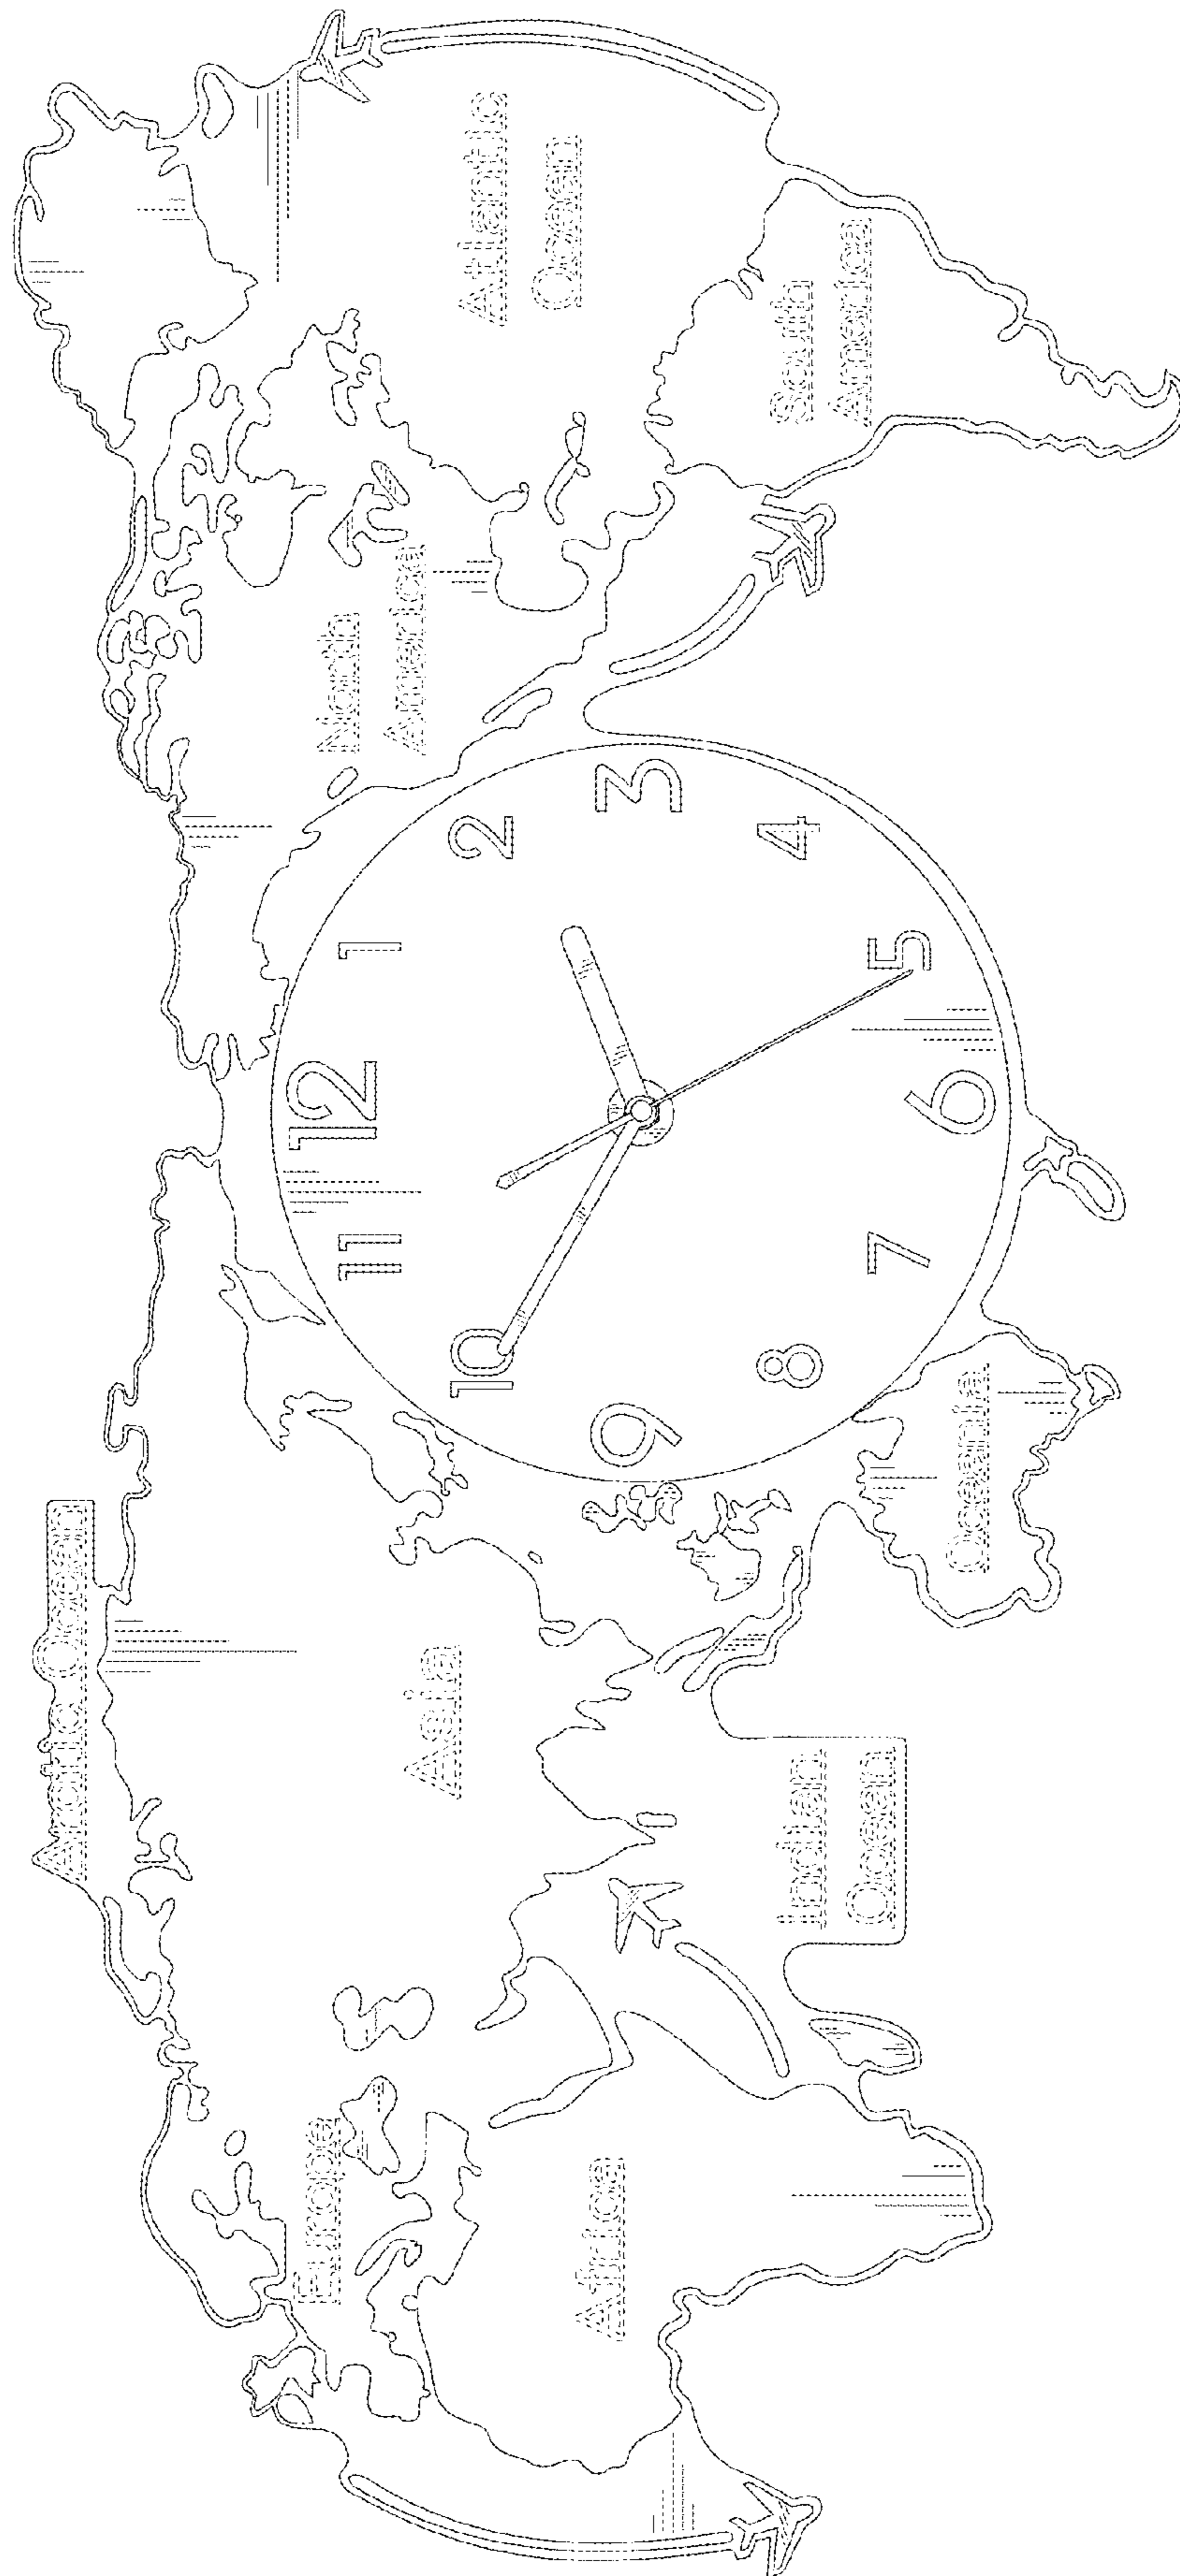 Arctic Ocean
Europe
Asia
Africa
Indian
Ocean
Oceania
12
1
2
3
4
5
6
7
8
9
10
11
North
America
Atlantic
Ocean
South
America